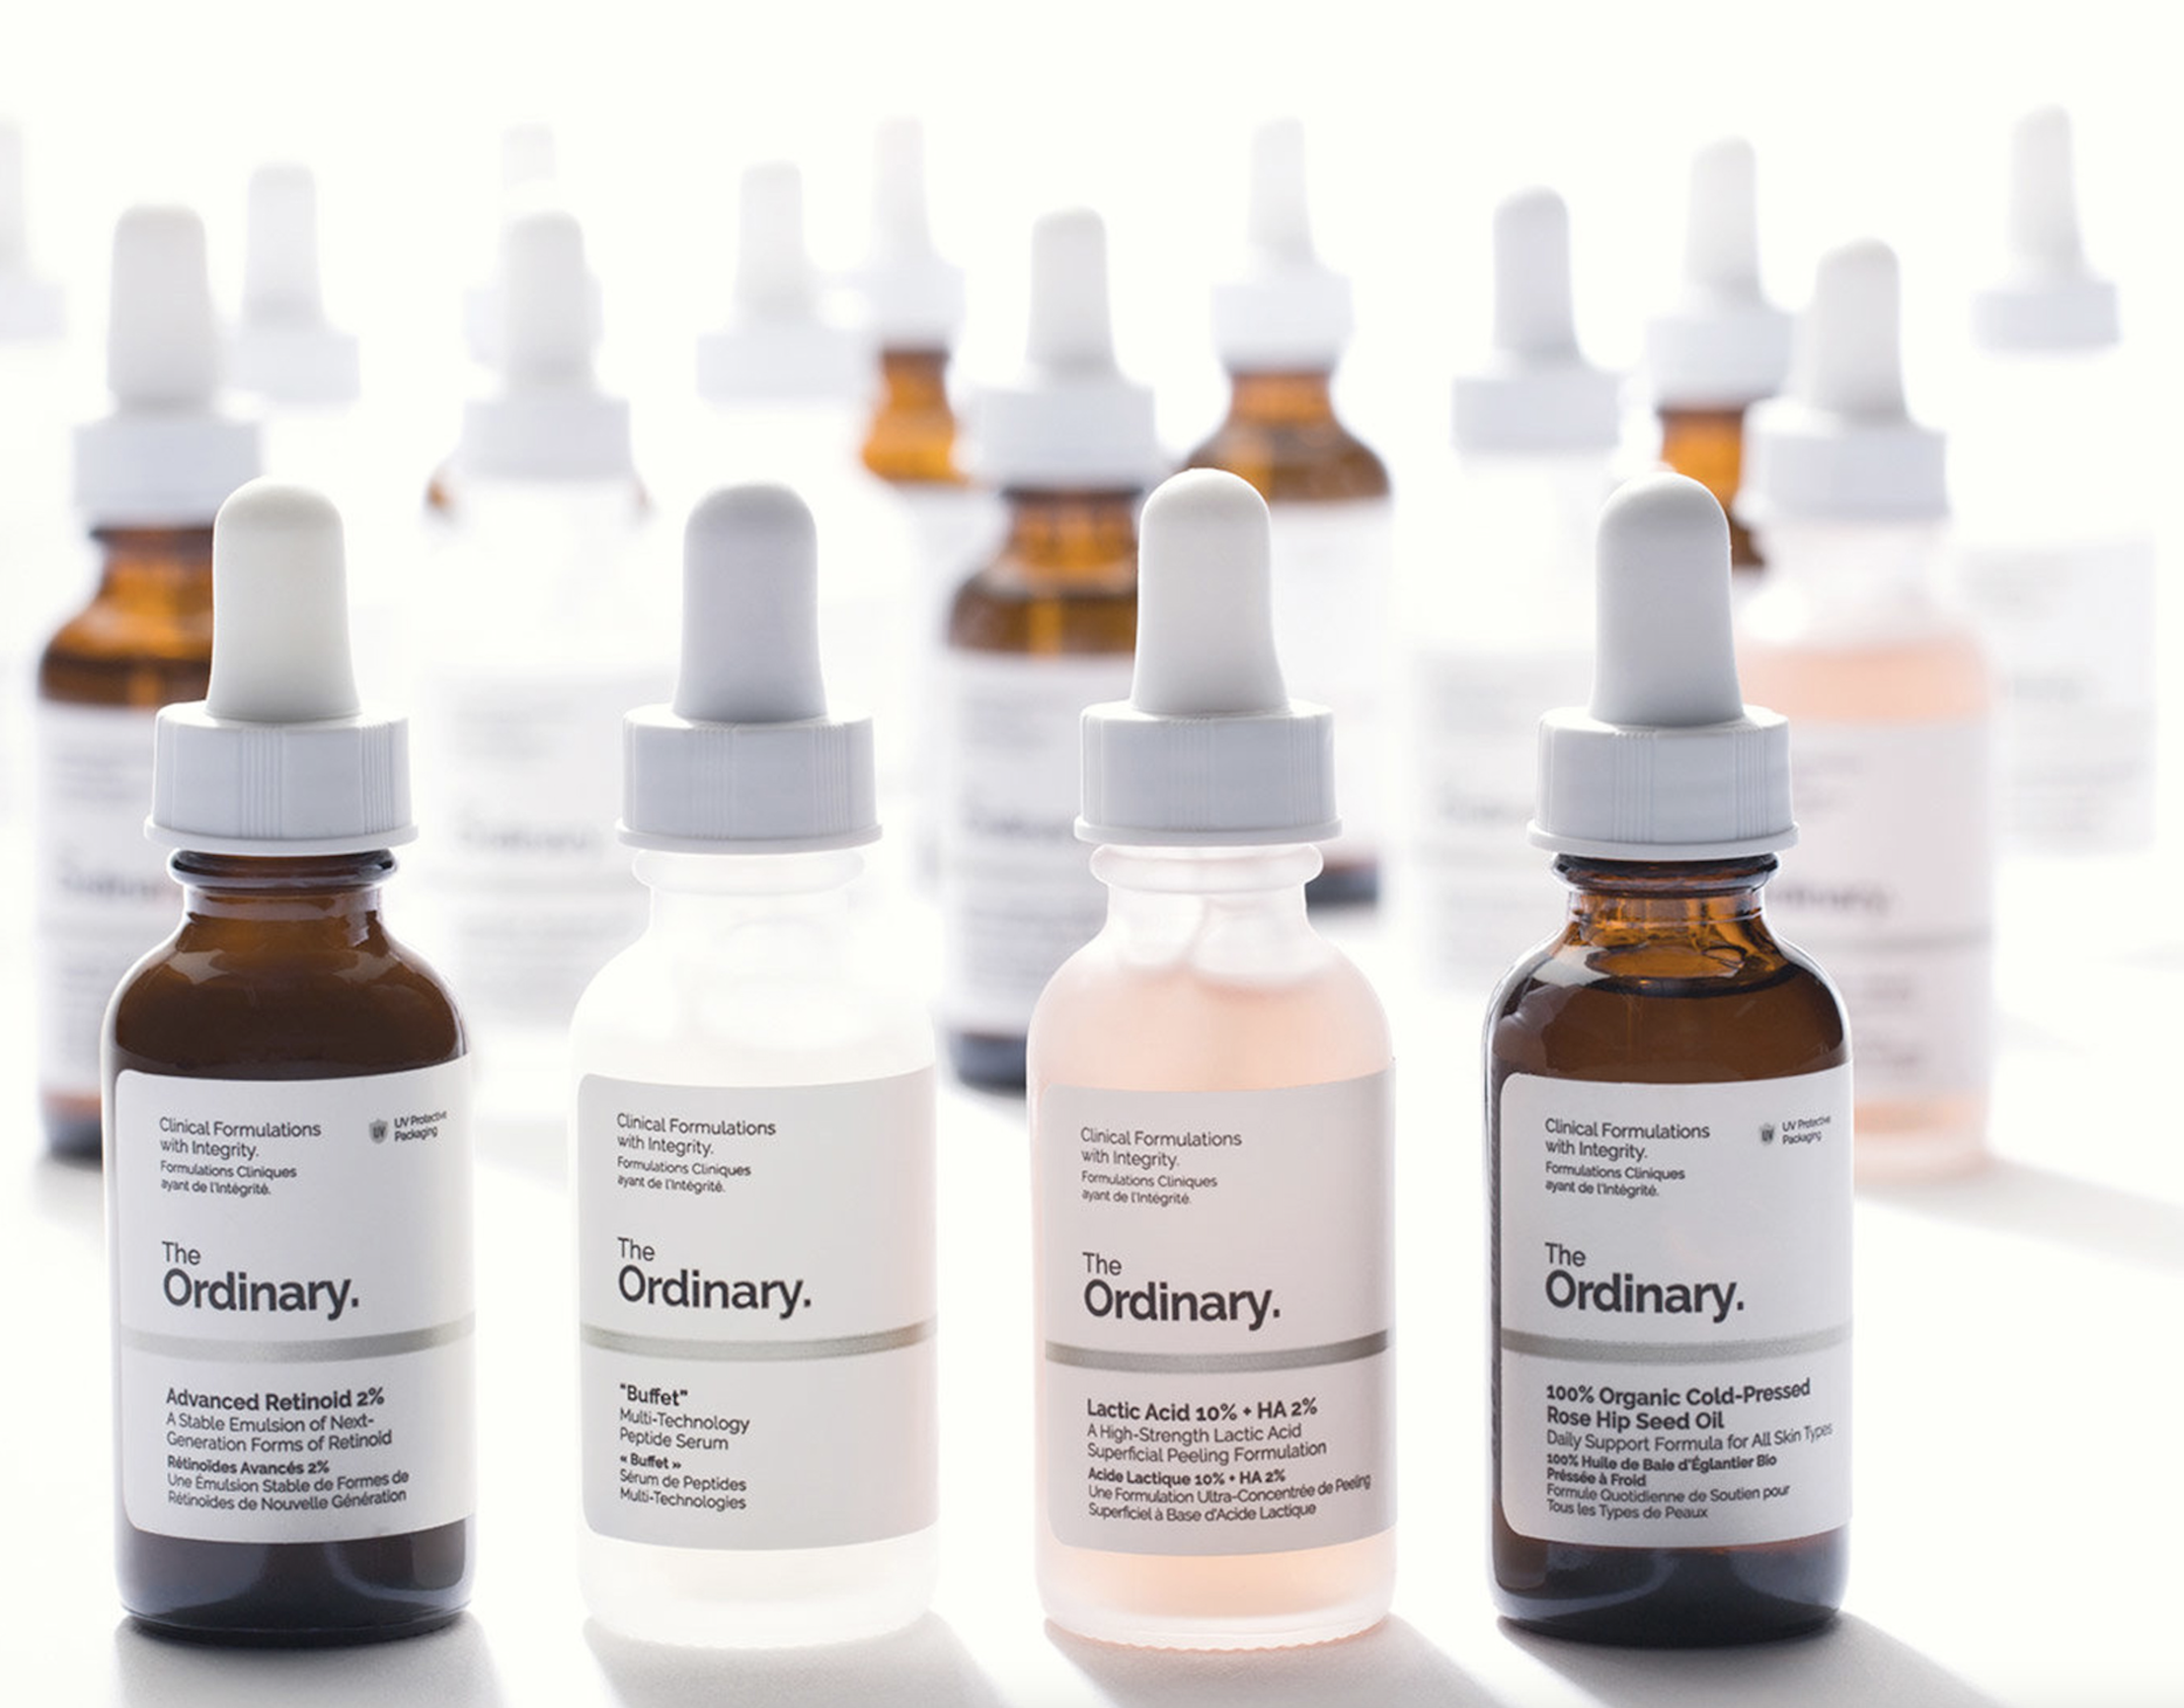 Clinical Formulations
with Integrity.
Formulations Cliniques
ayant de l'Intégrité.
UV
UV Protective
Packaging
The
Ordinary.
Advanced Retinoid 2%
A Stable Emulsion of Next-
Generation Forms of Retinoid
Rétinoïdes Avancés 2%
Une Émulsion Stable de Formes de
Rétinoïdes de Nouvelle Génération
Clinical Formulations
with Integrity.
Formulations Cliniques
ayant de l'Intégrité.
The
Ordinary.
"Buffet"
Multi-Technology
Peptide Serum
« Buffet »
Sérum de Peptides
Multi-Technologies
Clinical Formulations
with Integrity.
Formulations Cliniques
ayant de l'Intégrité.
The
Ordinary.
Lactic Acid 10% + HA 2%
A High-Strength Lactic Acid
Superficial Peeling Formulation
Acide Lactique 10% + HA 2%
Une Formulation Ultra-Concentrée de Peeling
Superficiel à Base d'Acide Lactique
Clinical Formulations
with Integrity.
Formulations Cliniques
ayant de l'Intégrité.
UV
UV Protective
Packaging
The
Ordinary.
100% Organic Cold-Pressed
Rose Hip Seed Oil
Daily Support Formula for All Skin Types
100% Huile de Baie d'Églantier Bio
Préssée à Froid
Formule Quotidienne de Soutien pour
Tous les Types de Peaux